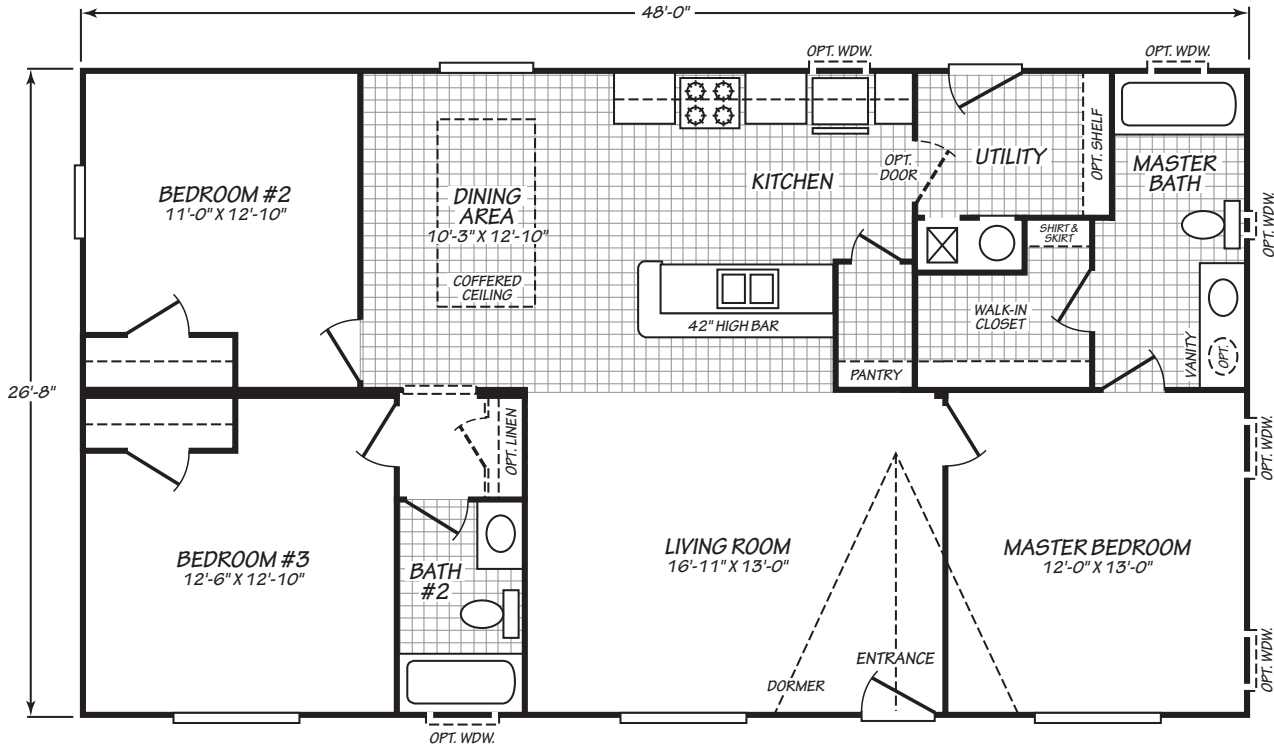 48'-0"
OPT. WDW.
OPT. WDW.
BEDROOM #2
11'-0" X 12'-10"
DINING
AREA
10'-3" X 12'-10"
COFFERED
CEILING
KITCHEN
OPT.
DOOR
UTILITY
OPT. SHELF
MASTER
BATH
OPT. WDW.
SHIRT &
SKIRT
42" HIGH BAR
WALK-IN
CLOSET
PANTRY
VANITY
OPT.
26'-8"
OPT. LINEN
OPT. WDW.
BEDROOM #3
12'-6" X 12'-10"
BATH
#2
LIVING ROOM
16'-11" X 13'-0"
MASTER BEDROOM
12'-0" X 13'-0"
ENTRANCE
DORMER
OPT. WDW.
OPT. WDW.